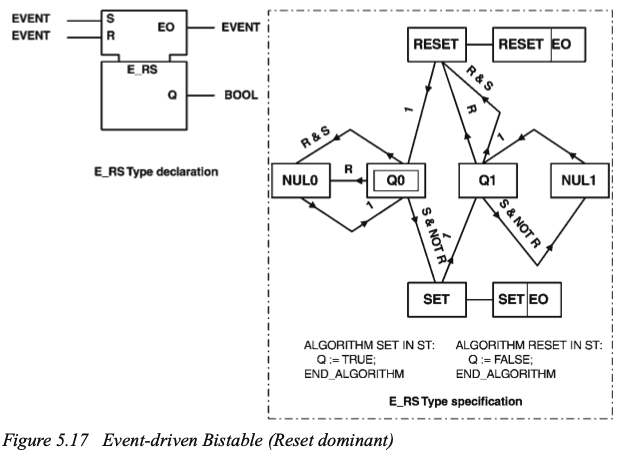 EVENT
EVENT
S
R
EO
EVENT
E_RS
Q
BOOL
E_RS Type declaration
RESET
RESET EO
R & S
1
R
R & S
R
1
NUL0
Q0
Q1
1
NUL1
S & NOT R
1
S & NOT R
SET
SET EO
ALGORITHM SET IN ST:
Q := TRUE;
END_ALGORITHM
ALGORITHM RESET IN ST:
Q := FALSE;
END_ALGORITHM
E_RS Type specification
Figure 5.17 Event-driven Bistable (Reset dominant)